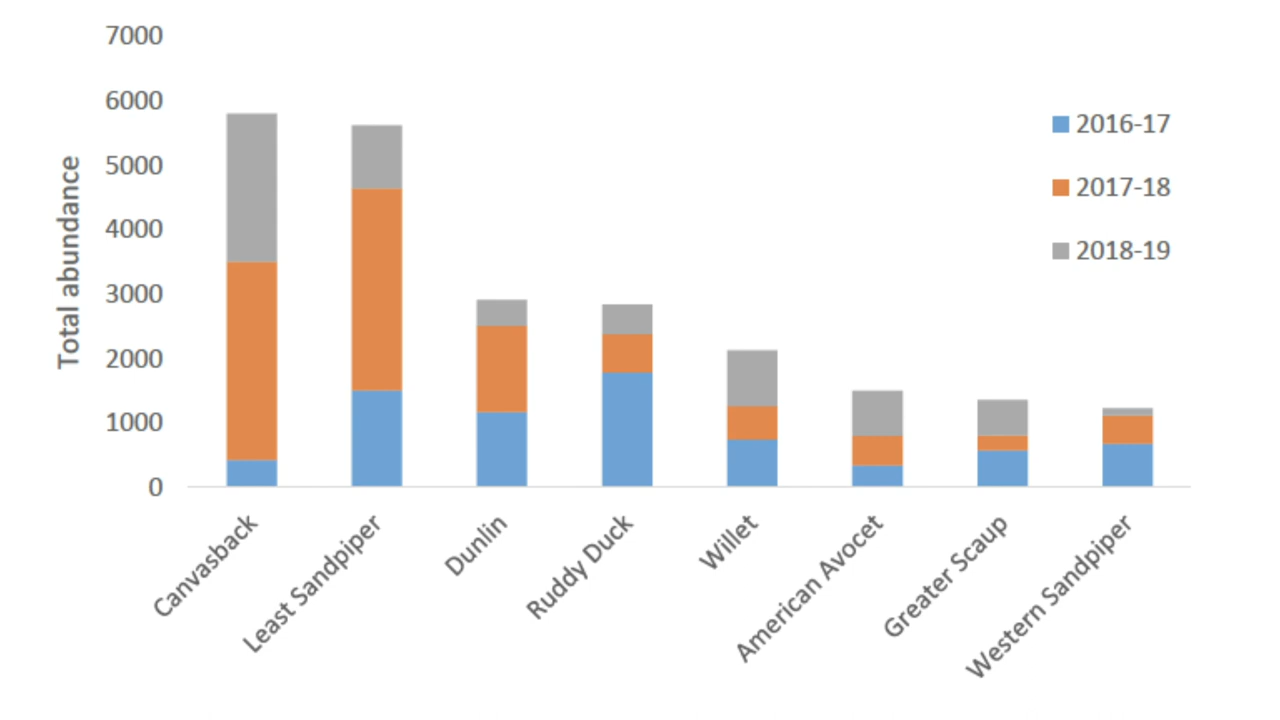 7000
6000
5000
4000
3000
2000
1000
0
Total abundance
2016-17
2017-18
2018-19
Canvasback
Least Sandpiper
Dunlin
Ruddy Duck
Willet
American Avocet
Greater Scaup
Western Sandpiper